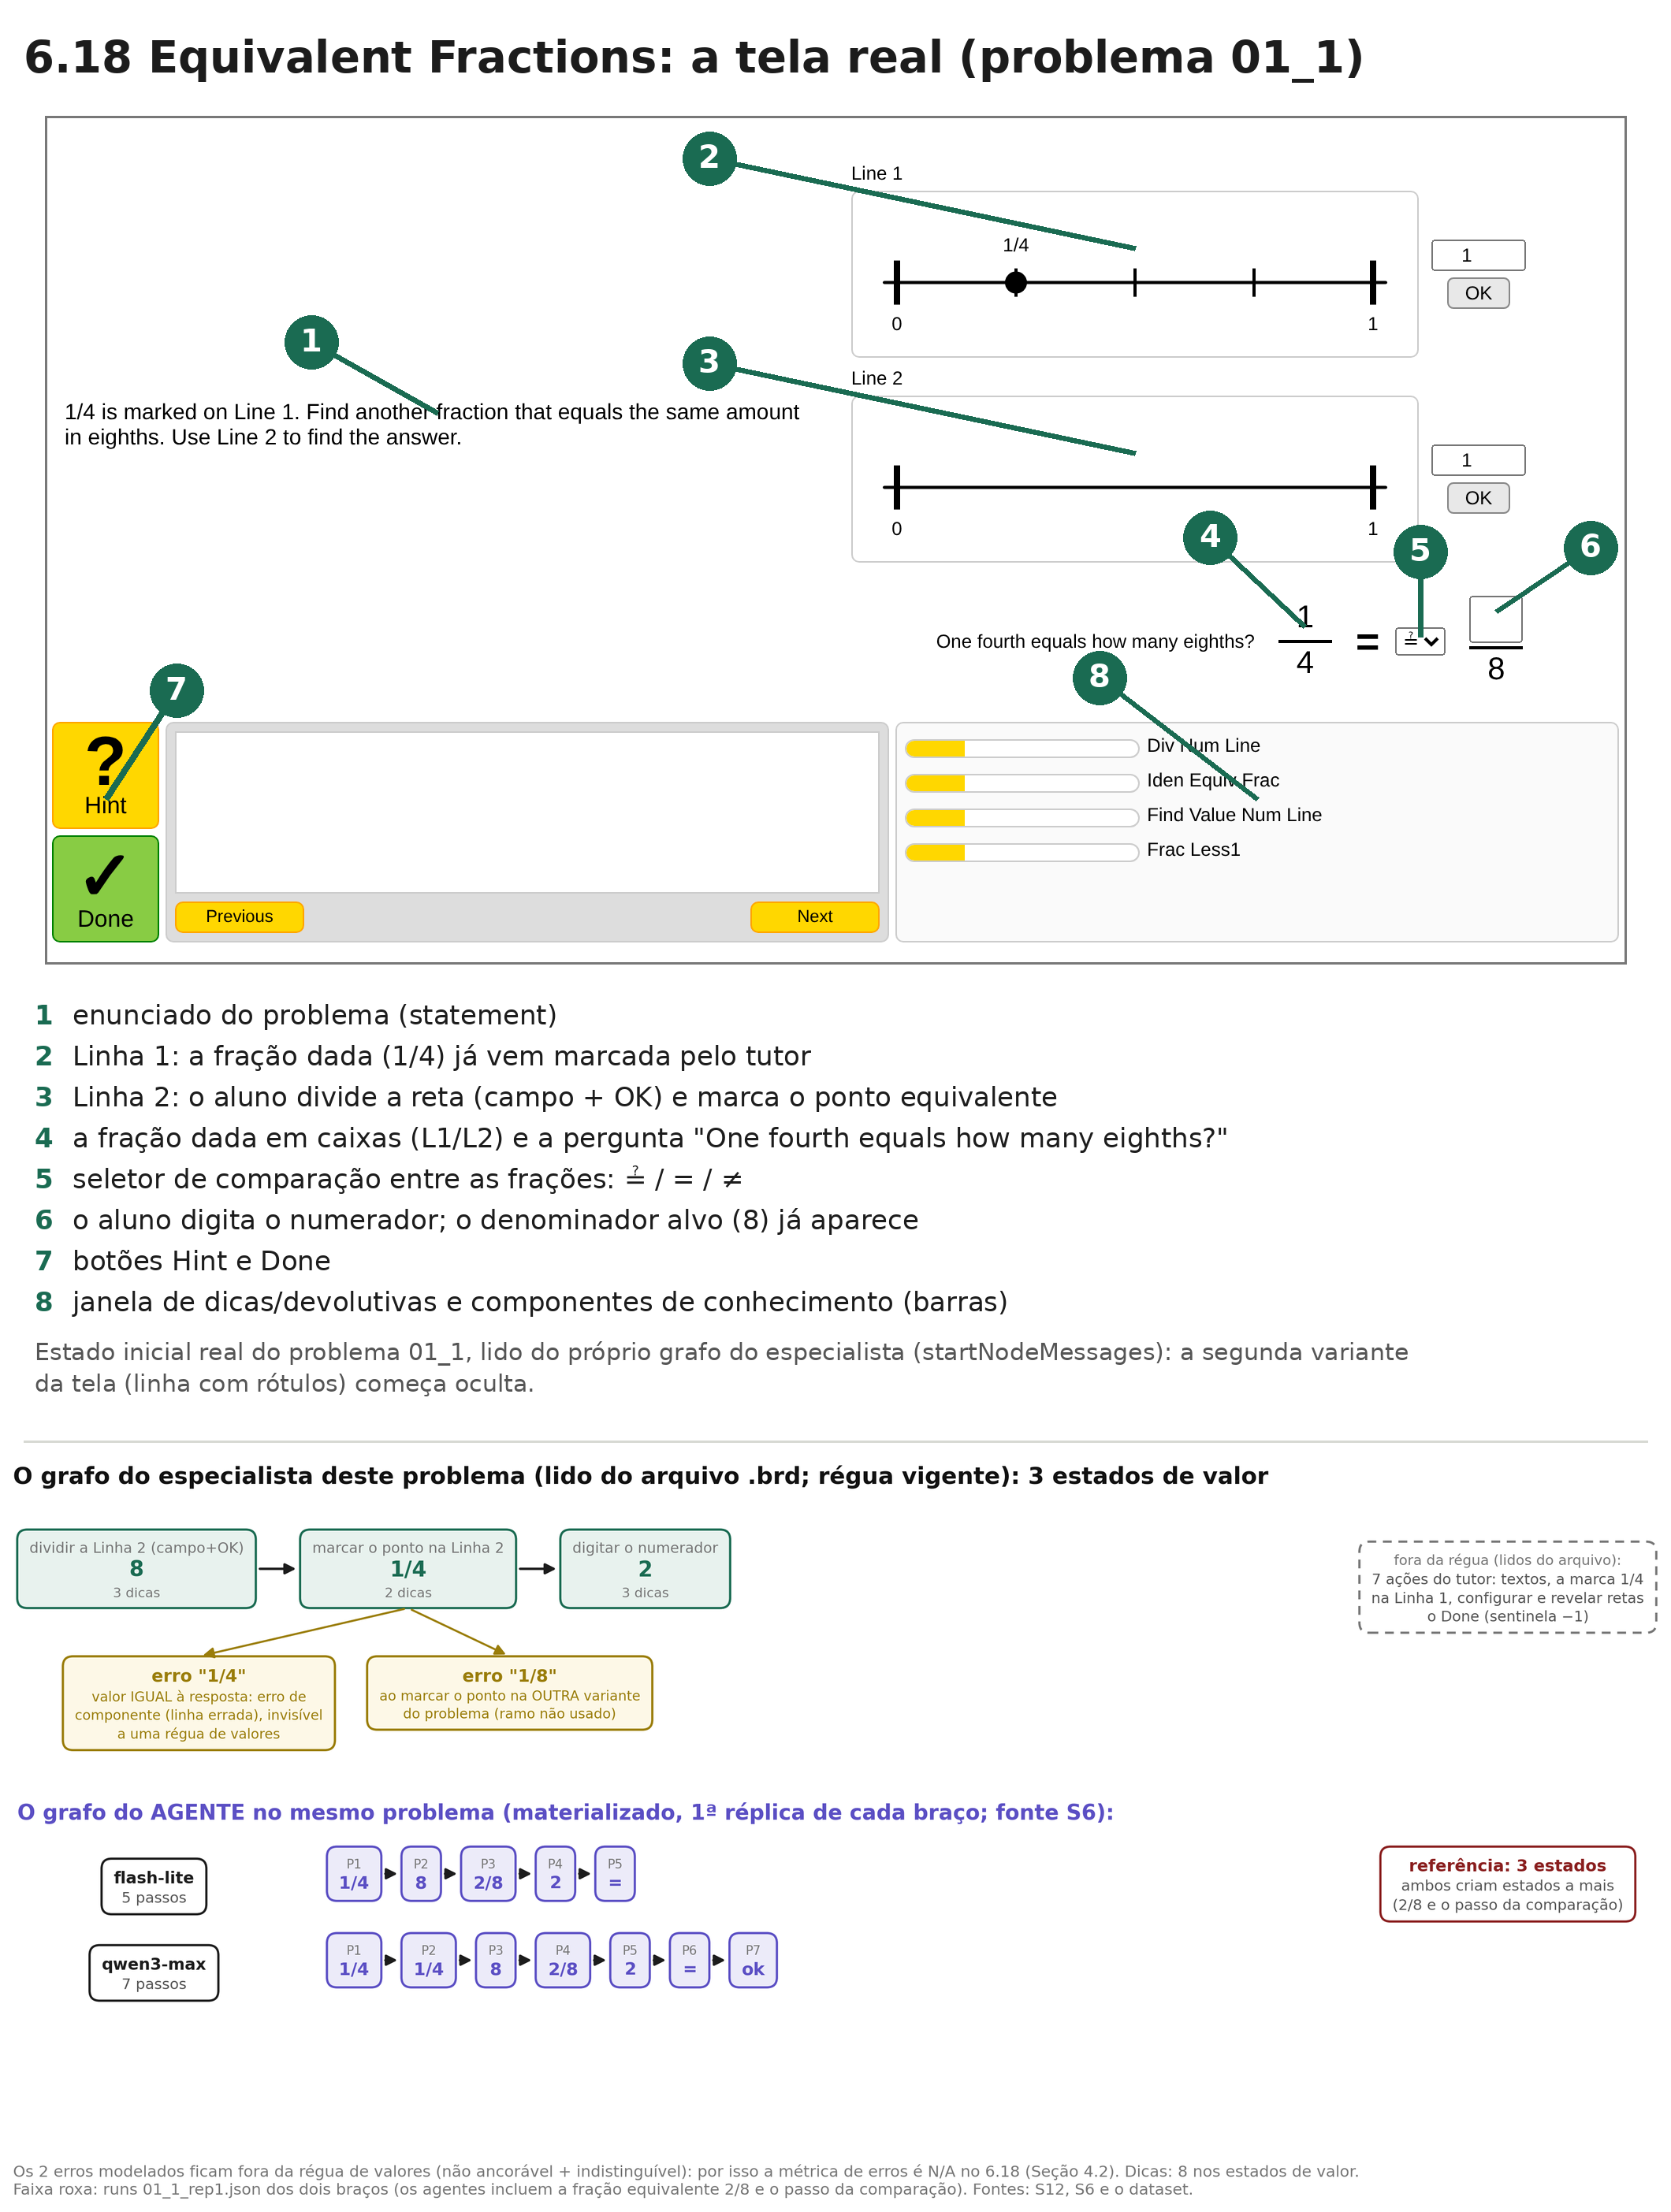 6.18 Equivalent Fractions: a tela real (problema 01_1)
2
Line 1
1/4
0
1
1
OK
1
3
Line 2
1/4 is marked on Line 1. Find another fraction that equals the same amount
in eighths. Use Line 2 to find the answer.
0
1
1
OK
4
5
6
One fourth equals how many eighths?
1
4
=
≟
8
7
8
?
Hint
✓
Done
Previous
Next
Div Num Line
Iden Equiv Frac
Find Value Num Line
Frac Less1
1 enunciado do problema (statement)
2 Linha 1: a fração dada (1/4) já vem marcada pelo tutor
3 Linha 2: o aluno divide a reta (campo + OK) e marca o ponto equivalente
4 a fração dada em caixas (L1/L2) e a pergunta "One fourth equals how many eighths?"
5 seletor de comparação entre as frações: ≟ / = / ≠
6 o aluno digita o numerador; o denominador alvo (8) já aparece
7 botões Hint e Done
8 janela de dicas/devolutivas e componentes de conhecimento (barras)
Estado inicial real do problema 01_1, lido do próprio grafo do especialista (startNodeMessages): a segunda variante
da tela (linha com rótulos) começa oculta.
O grafo do especialista deste problema (lido do arquivo .brd; régua vigente): 3 estados de valor
dividir a Linha 2 (campo+OK)
8
3 dicas
marcar o ponto na Linha 2
1/4
2 dicas
digitar o numerador
2
3 dicas
fora da régua (lidos do arquivo):
7 ações do tutor: textos, a marca 1/4
na Linha 1, configurar e revelar retas
o Done (sentinela −1)
erro "1/4"
valor IGUAL à resposta: erro de
componente (linha errada), invisível
a uma régua de valores
erro "1/8"
ao marcar o ponto na OUTRA variante
do problema (ramo não usado)
O grafo do AGENTE no mesmo problema (materializado, 1ª réplica de cada braço; fonte S6):
flash-lite
5 passos
P1
1/4
P2
8
P3
2/8
P4
2
P5
=
referência: 3 estados
ambos criam estados a mais
(2/8 e o passo da comparação)
qwen3-max
7 passos
P1
1/4
P2
1/4
P3
8
P4
2/8
P5
2
P6
=
P7
ok
Os 2 erros modelados ficam fora da régua de valores (não ancorável + indistinguível): por isso a métrica de erros é N/A no 6.18 (Seção 4.2). Dicas: 8 nos estados de valor.
Faixa roxa: runs 01_1_rep1.json dos dois braços (os agentes incluem a fração equivalente 2/8 e o passo da comparação). Fontes: S12, S6 e o dataset.